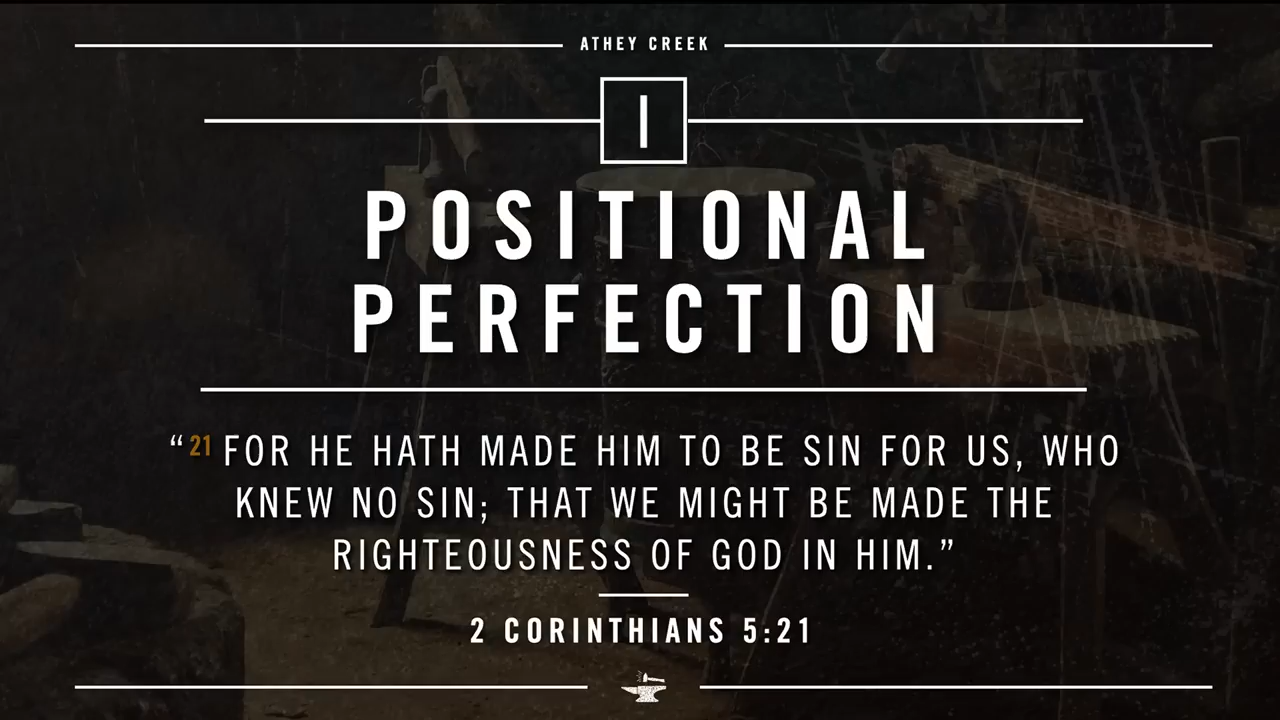 ATHEY CREEK
I
POSITIONAL
PERFECTION
“21 FOR HE HATH MADE HIM TO BE SIN FOR US, WHO
KNEW NO SIN; THAT WE MIGHT BE MADE THE
RIGHTEOUSNESS OF GOD IN HIM.”
2 CORINTHIANS 5:21